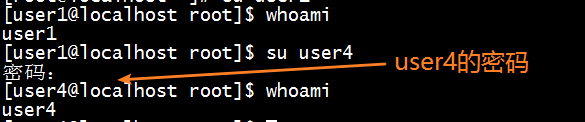 [user1@localhost root]$ whoami
user1
[user1@localhost root]$ su user4
密码：
user4的密码
[user4@localhost root]$ whoami
user4